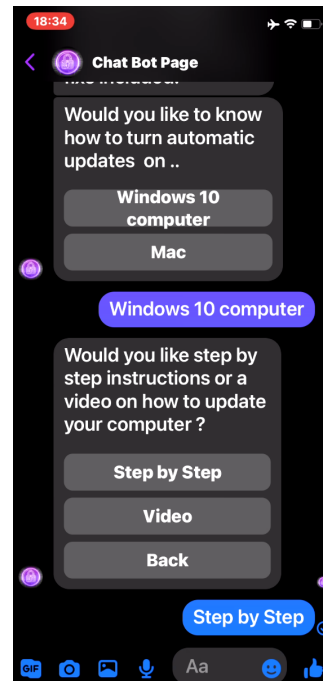 18:34
Chat Bot Page
Would you like to know
how to turn automatic
updates on ..
Windows 10
computer
Mac
Windows 10 computer
Would you like step by
step instructions or a
video on how to update
your computer ?
Step by Step
Video
Back
Step by Step
GIF
Aa